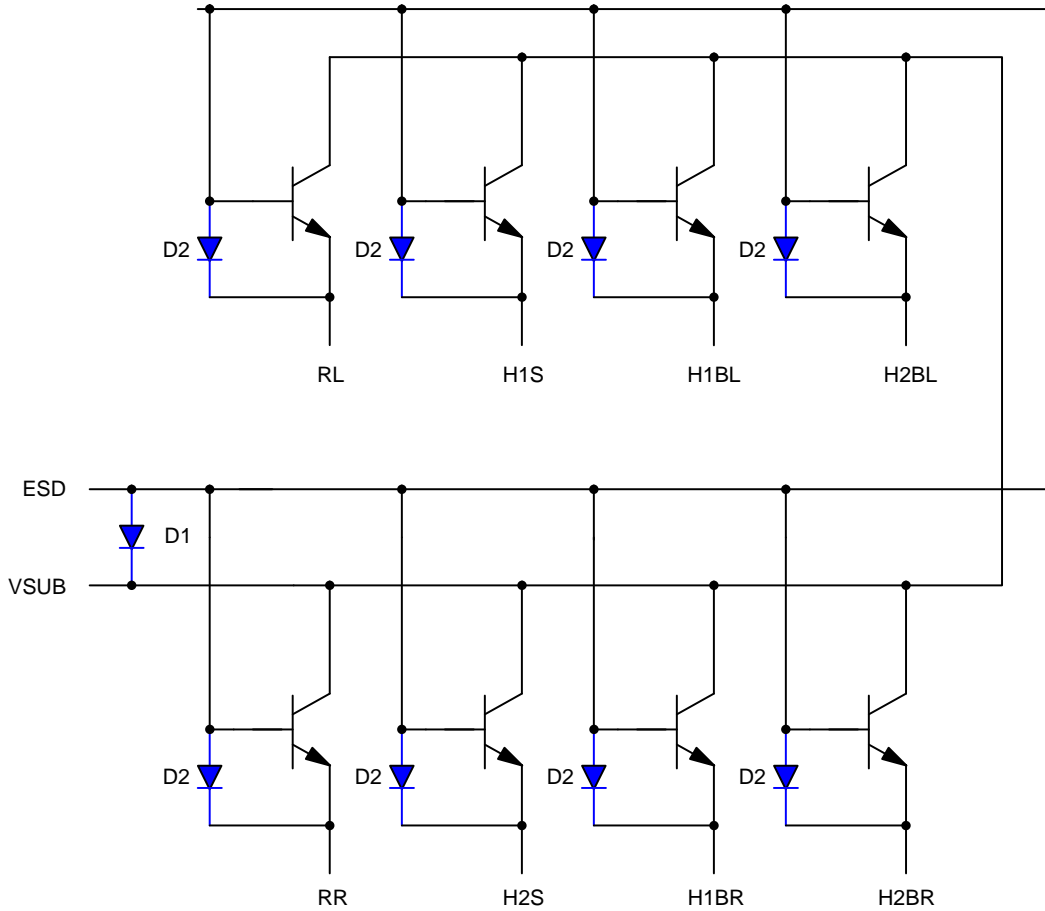 D2 D2 D2 D2
RL H1S H1BL H2BL
ESD
D1
VSUB
D2 D2 D2 D2
RR H2S H1BR H2BR